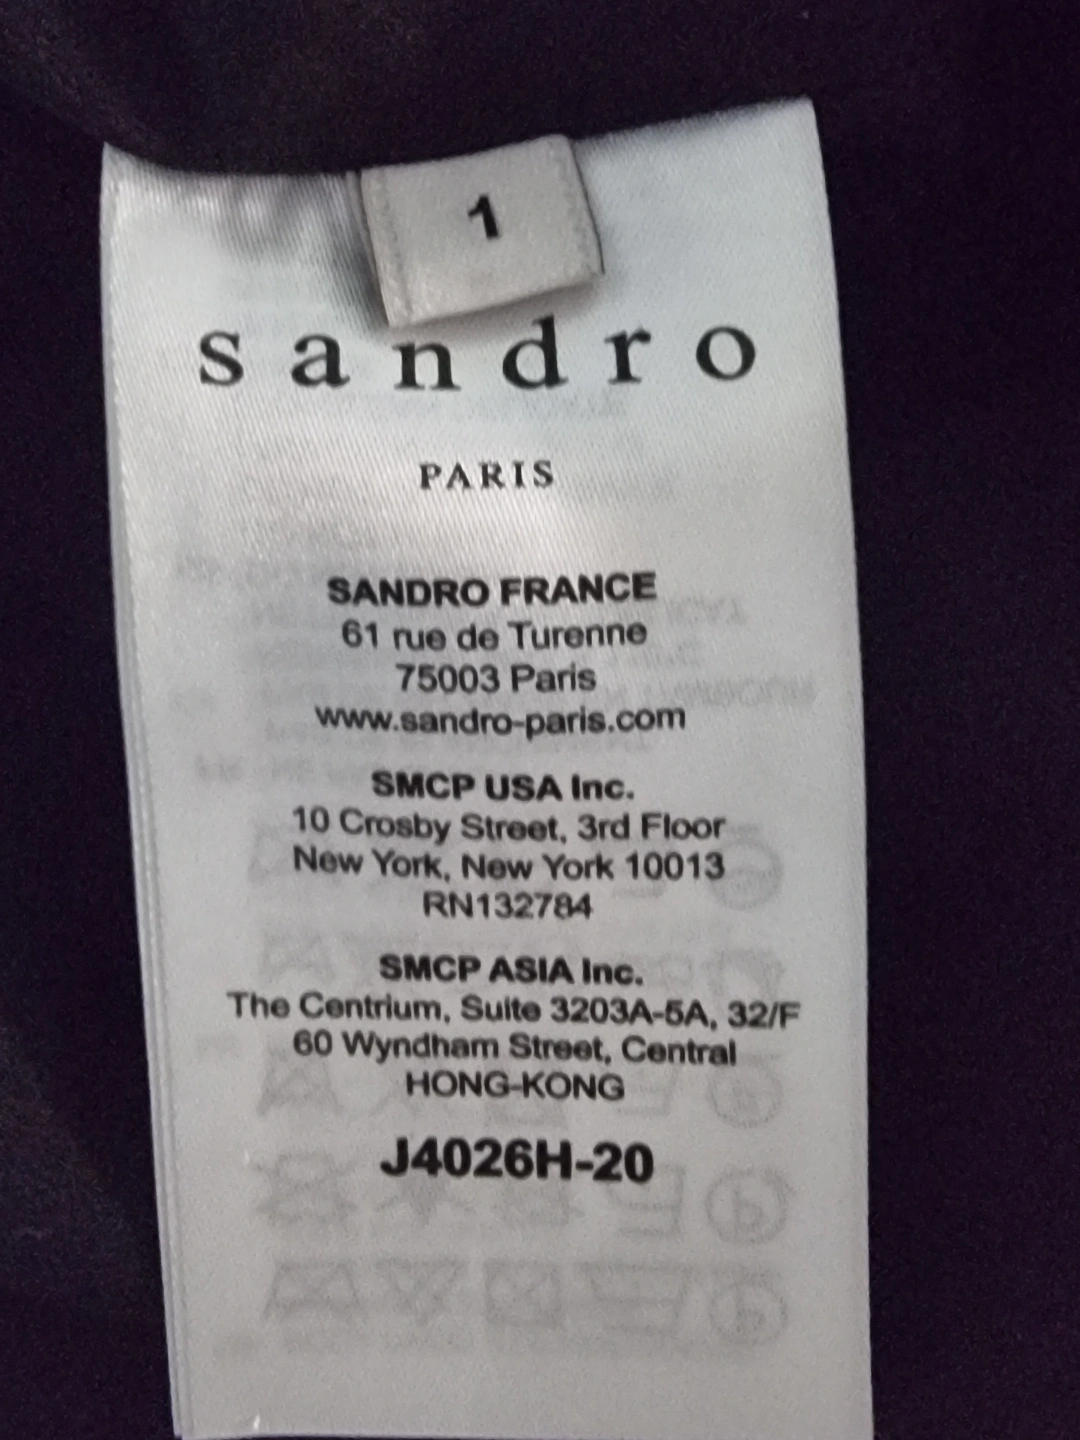 1
sandro
PARIS
SANDRO FRANCE
61 rue de Turenne
75003 Paris
www.sandro-paris.com
SMCP USA Inc.
10 Crosby Street, 3rd Floor
New York, New York 10013
RN132784
SMCP ASIA Inc.
The Centrium, Suite 3203A-5A, 32/F
60 Wyndham Street, Central
HONG-KONG
J4026H-20